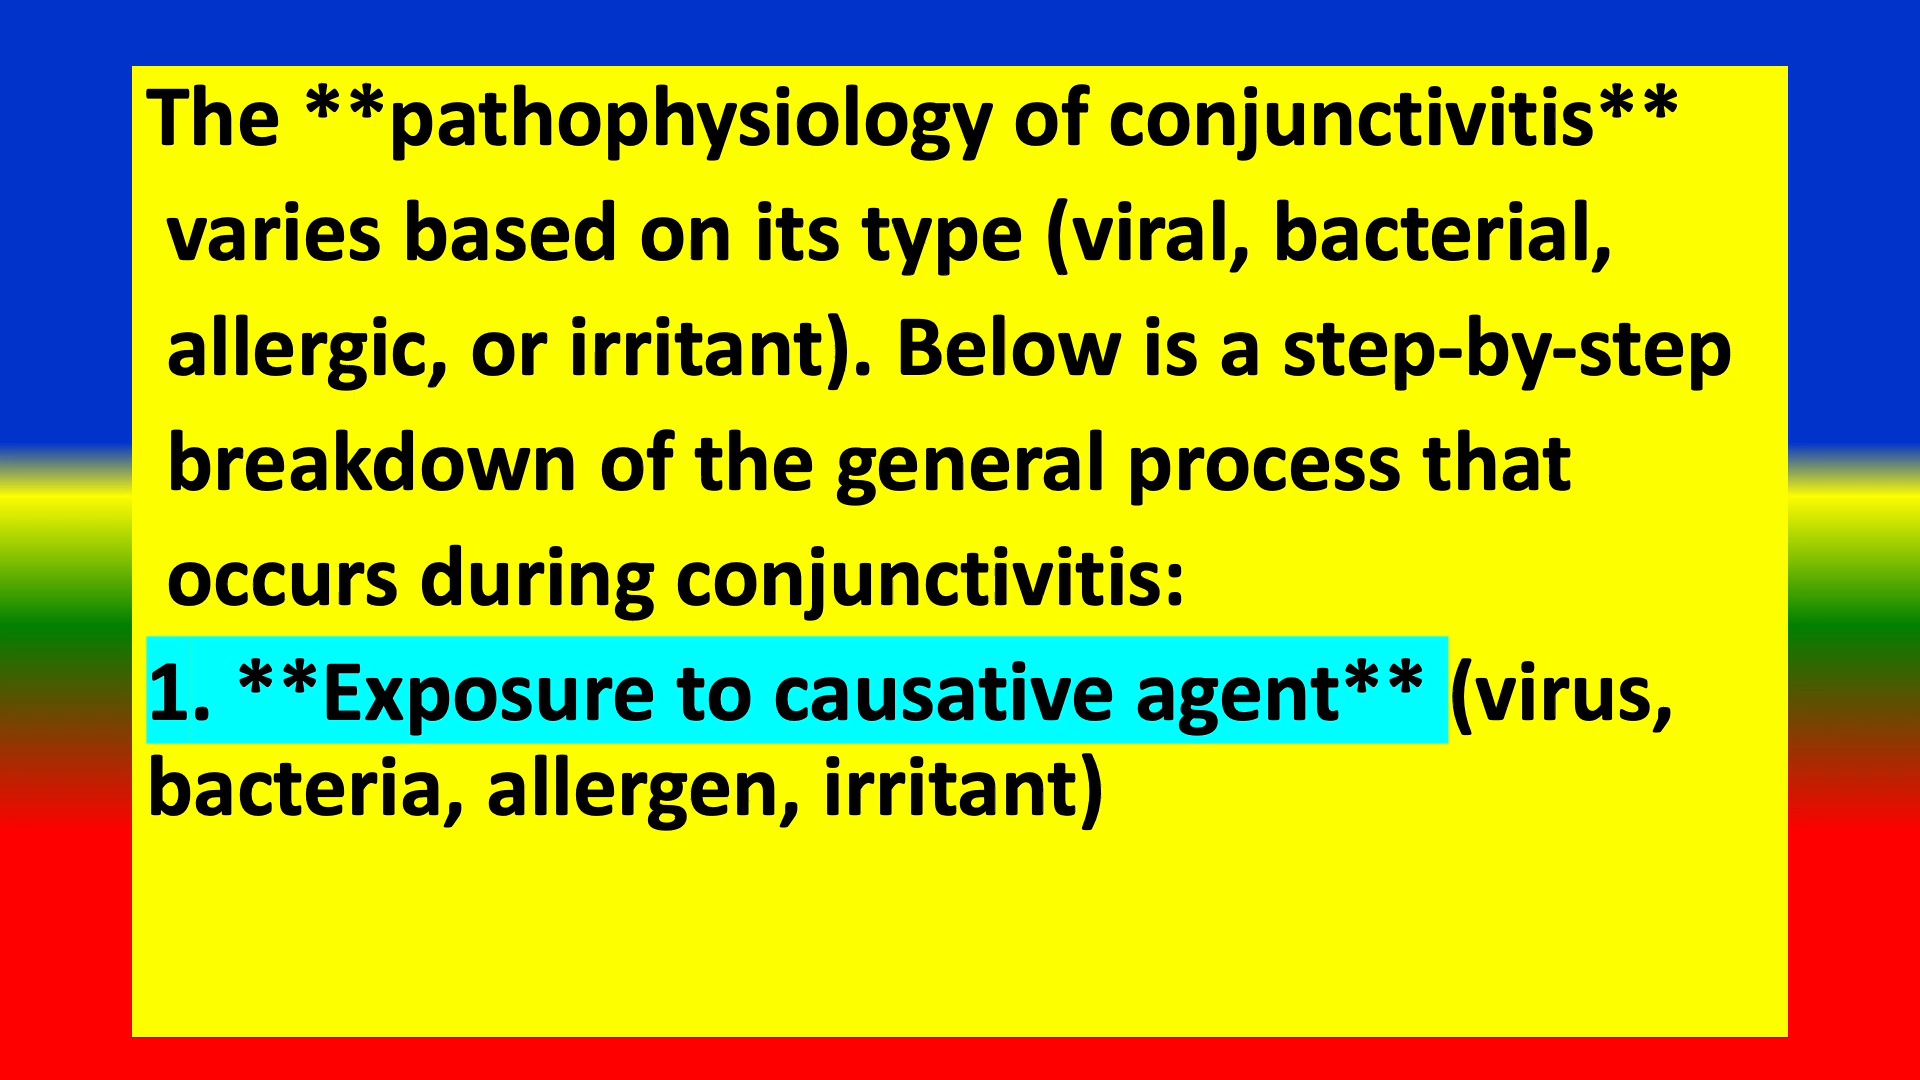 The **pathophysiology of conjunctivitis**
varies based on its type (viral, bacterial,
allergic, or irritant). Below is a step-by-step
breakdown of the general process that
occurs during conjunctivitis:
1. **Exposure to causative agent** (virus,
bacteria, allergen, irritant)